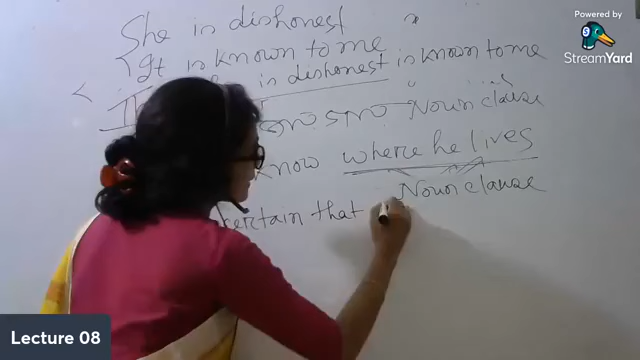 Powered by
StreamYard
She is dishonest
It is known to me
is dishonest is known to me
Noun clause
know where he lives
Noun clause
certain that
Lecture 08